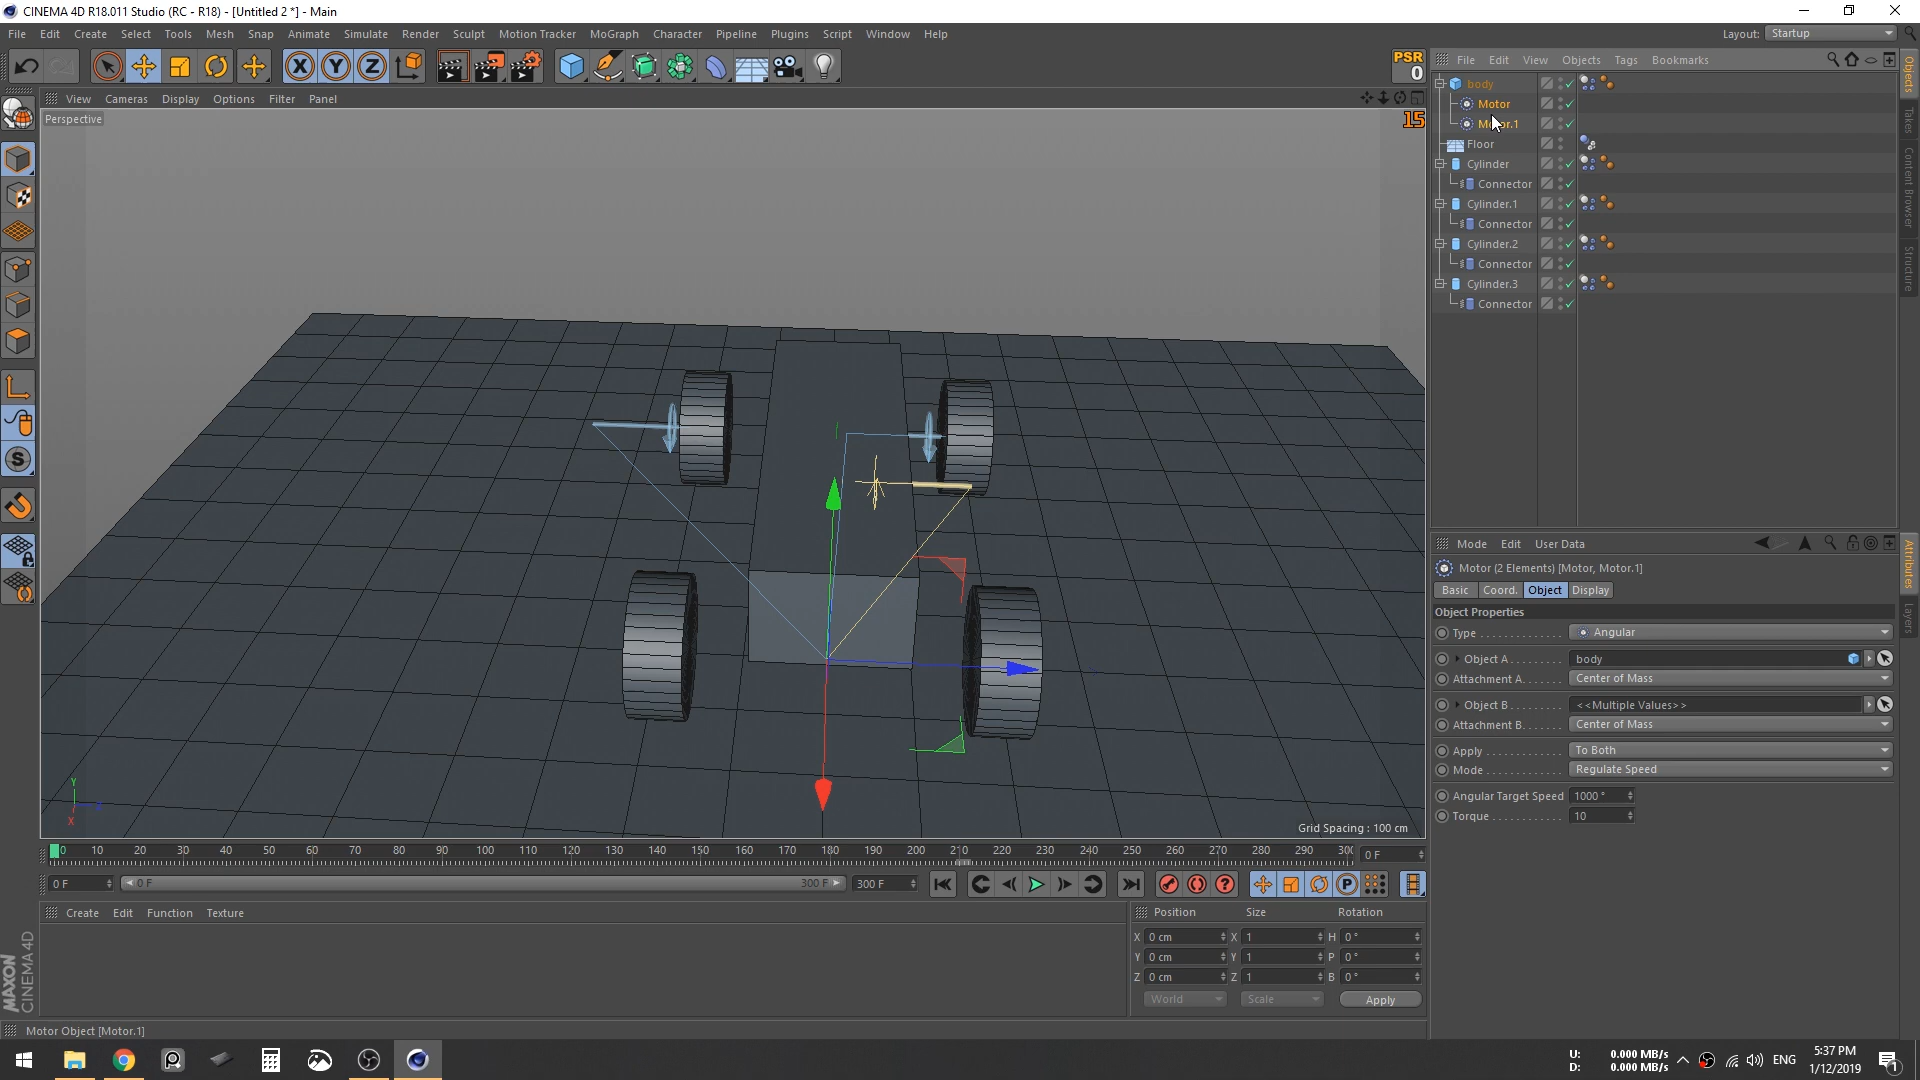 CINEMA 4D R18.011 Studio (RC - R18) - [Untitled 2 *] - Main
File Edit Create Select Tools Mesh Snap Animate Simulate Render Sculpt Motion Tracker MoGraph Character Pipeline Plugins Script Window Help
Layout: Startup
X Y Z
PSR
0
File Edit View Objects Tags Bookmarks
View Cameras Display Options Filter Panel
Perspective
15
body
Motor
Motor.1
Floor
Cylinder
Connector
Cylinder.1
Connector
Cylinder.2
Connector
Cylinder.3
Connector
Objects
Takes
Content Browser
Structure
Attributes
Layers
Mode Edit User Data
Motor (2 Elements) [Motor, Motor.1]
Basic Coord. Object Display
Object Properties
Type . . . . . . . . . . . . . Angular
Object A. . . . . . . . body
Attachment A. . . . . Center of Mass
Object B. . . . . . . . <<Multiple Values>>
Attachment B. . . . . Center of Mass
Apply . . . . . . . . . . . . To Both
Mode . . . . . . . . . . . . Regulate Speed
Angular Target Speed 1000 °
Torque . . . . . . . . . . . 10
S
Y
X
Grid Spacing : 100 cm
0 10 20 30 40 50 60 70 80 90 100 110 120 130 140 150 160 170 180 190 200 210 220 230 240 250 260 270 280 290 300
0 F
0 F 0 F 300 F 300 F
P
Create Edit Function Texture
Position Size Rotation
X 0 cm X 1 H 0 °
Y 0 cm Y 1 P 0 °
Z 0 cm Z 1 B 0 °
World Scale Apply
MAXON
CINEMA 4D
Motor Object [Motor.1]
U: 0.000 MB/s
D: 0.000 MB/s
ENG
5:37 PM
1/12/2019
1